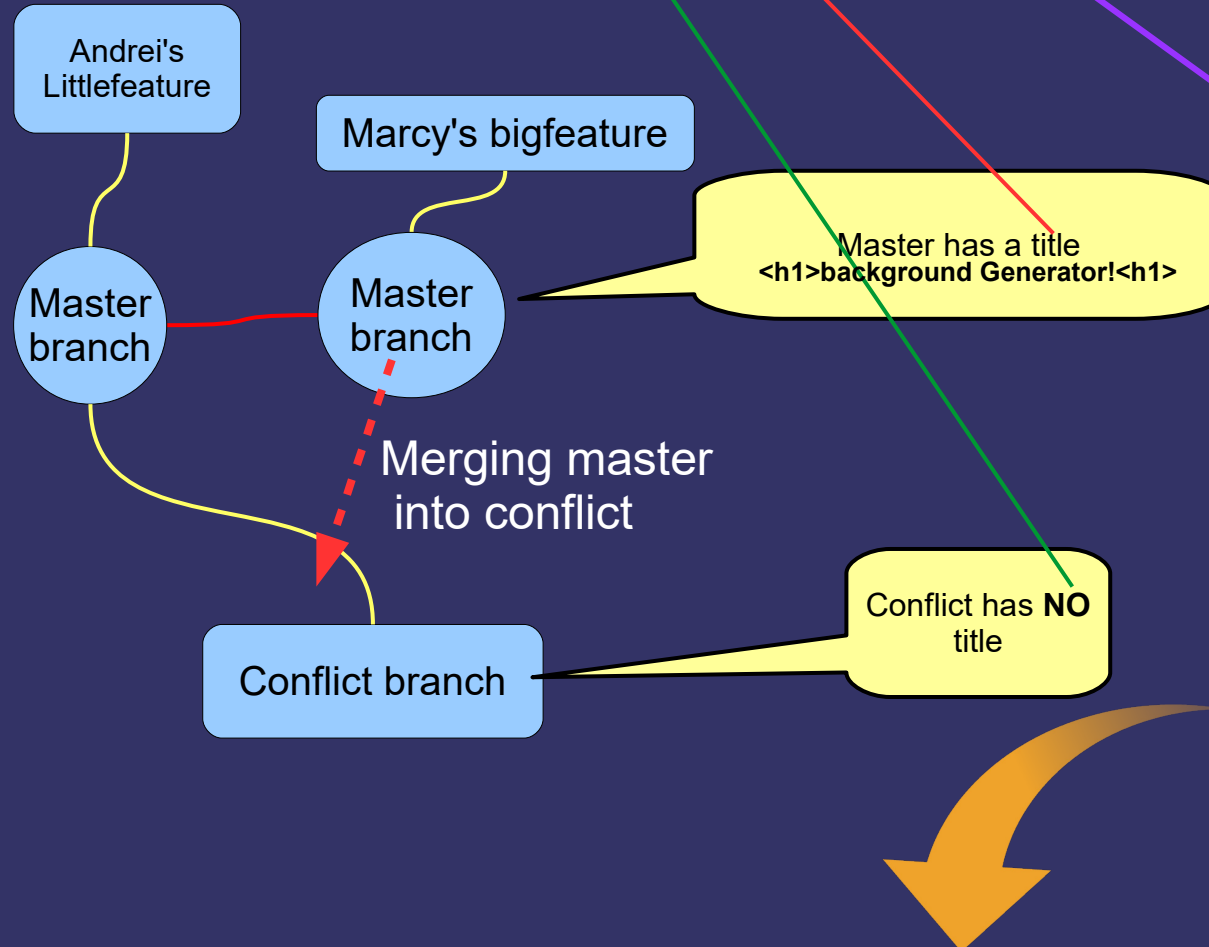 Andrei's
Littlefeature
Marcy's bigfeature
Master
branch
Master
branch
Master has a title
<h1>background Generator!<h1>
Merging master
into conflict
Conflict has NO
title
Conflict branch